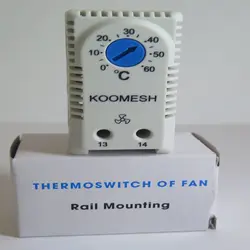 20 30 40
10 50
0 60
°C
KOOMESH
13 14
THERMOSWITCH OF FAN
Rail Mounting